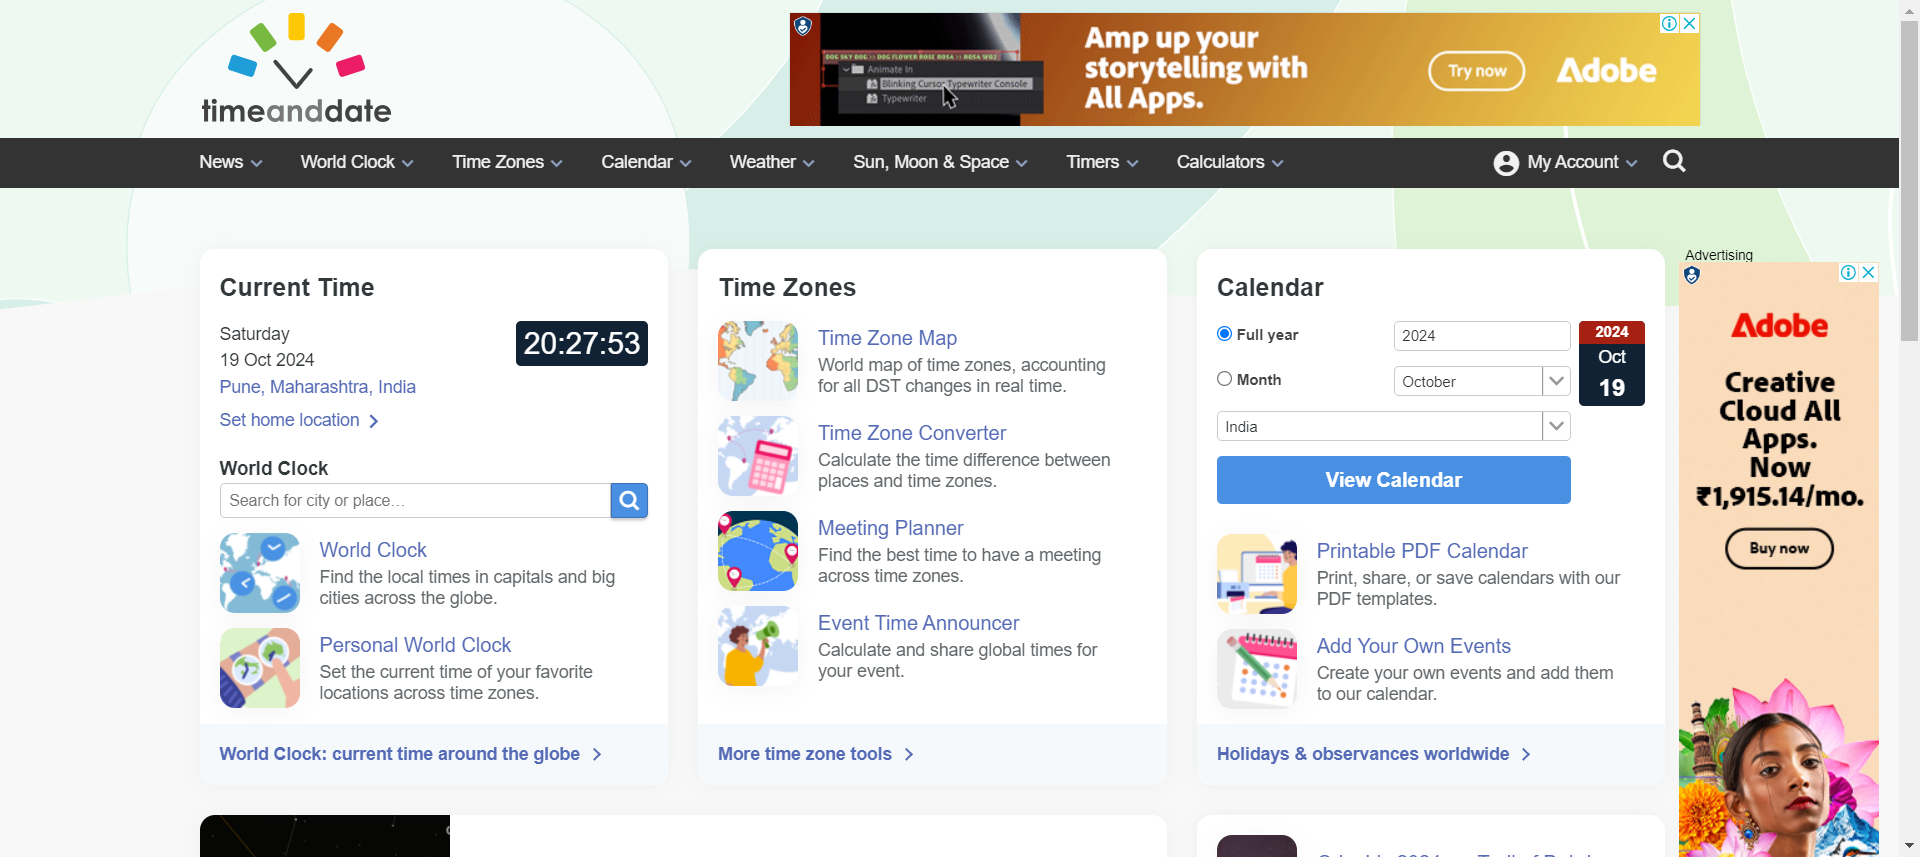 timeanddate
DOG SKY DOG >> DOG FLOWER ROSE ROSA >> ROSA WOJ
Animate In
Blinking Cursor Typewriter Console
Typewriter
Amp up your
storytelling with
All Apps.
Try now
Adobe
News
World Clock
Time Zones
Calendar
Weather
Sun, Moon & Space
Timers
Calculators
My Account
Current Time
Saturday
19 Oct 2024
20:27:53
Pune, Maharashtra, India
Set home location
World Clock
Search for city or place...
World Clock
Find the local times in capitals and big
cities across the globe.
Personal World Clock
Set the current time of your favorite
locations across time zones.
World Clock: current time around the globe
Time Zones
Time Zone Map
World map of time zones, accounting
for all DST changes in real time.
Time Zone Converter
Calculate the time difference between
places and time zones.
Meeting Planner
Find the best time to have a meeting
across time zones.
Event Time Announcer
Calculate and share global times for
your event.
More time zone tools
Calendar
Full year
2024
Month
October
2024
Oct
19
India
View Calendar
Printable PDF Calendar
Print, share, or save calendars with our
PDF templates.
Add Your Own Events
Create your own events and add them
to our calendar.
Holidays & observances worldwide
Advertising
Adobe
Creative
Cloud All
Apps.
Now
₹1,915.14/mo.
Buy now